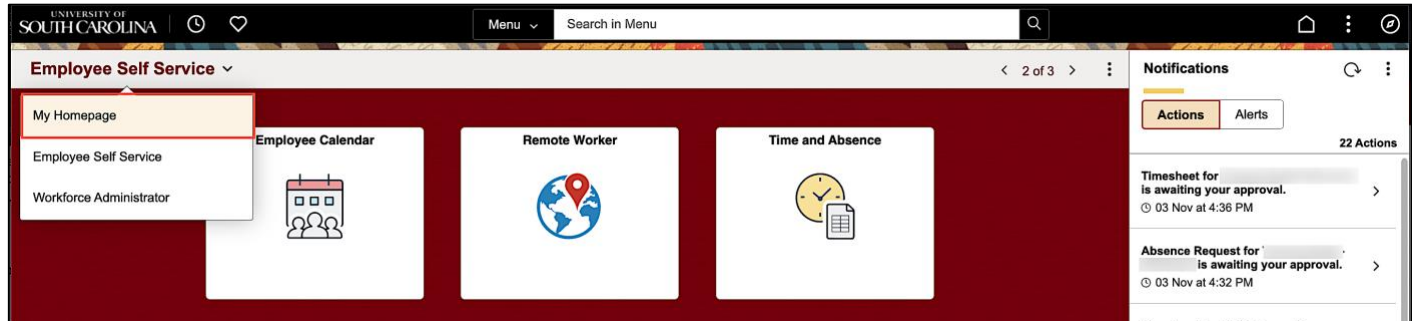 UNIVERSITY OF
SOUTH CAROLINA
Menu
Search in Menu
Employee Self Service
2 of 3
My Homepage
Employee Self Service
Workforce Administrator
Employee Calendar
Remote Worker
Time and Absence
Notifications
Actions
Alerts
22 Actions
Timesheet for
is awaiting your approval.
03 Nov at 4:36 PM
Absence Request for
is awaiting your approval.
03 Nov at 4:32 PM